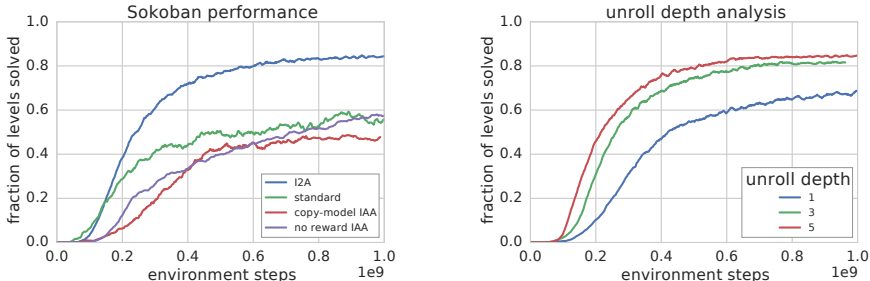 Sokoban performance
fraction of levels solved
1.0
0.8
0.6
0.4
0.2
0.0
0.0 0.2 0.4 0.6 0.8 1.0
1e9
environment steps
I2A
standard
copy-model IAA
no reward IAA
unroll depth analysis
fraction of levels solved
1.0
0.8
0.6
0.4
0.2
0.0
0.0 0.2 0.4 0.6 0.8 1.0
1e9
environment steps
unroll depth
1
3
5